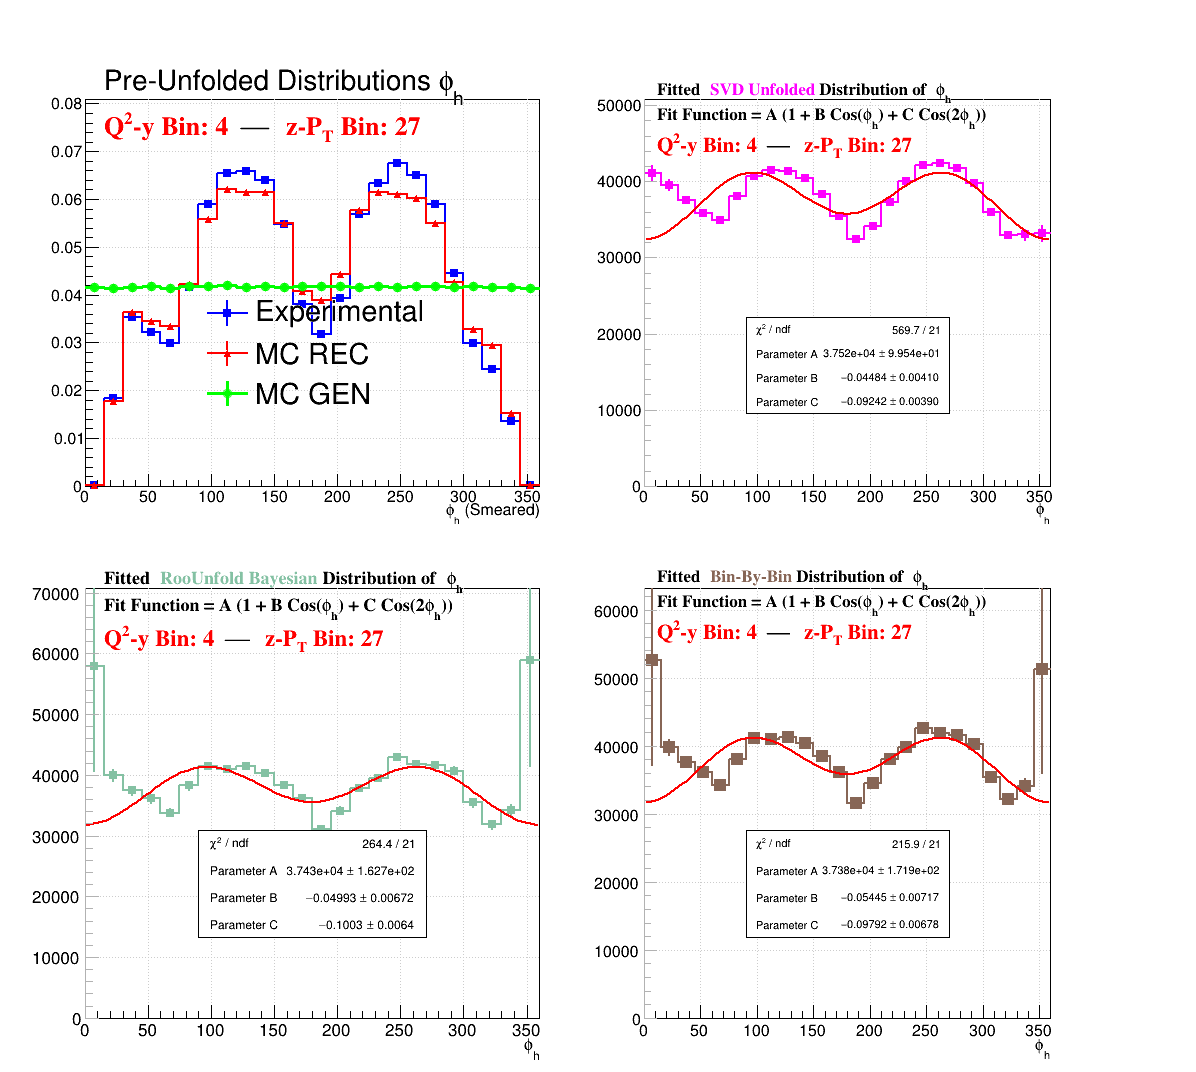 Pre-Unfolded Distributions ϕh
Q²-y Bin: 4 — z-PT Bin: 27
0.08
0.07
0.06
0.05
0.04
0.03
0.02
0.01
0
Experimental
MC REC
MC GEN
0 50 100 150 200 250 300 350
ϕh (Smeared)
Fitted SVD Unfolded Distribution of ϕh
Fit Function = A (1 + B Cos(ϕh) + C Cos(2ϕh))
Q²-y Bin: 4 — z-PT Bin: 27
50000
40000
30000
20000
10000
0
χ² / ndf 569.7 / 21
Parameter A 3.752e+04 ± 9.954e+01
Parameter B −0.04484 ± 0.00410
Parameter C −0.09242 ± 0.00390
0 50 100 150 200 250 300 350
ϕh
Fitted RooUnfold Bayesian Distribution of ϕh
Fit Function = A (1 + B Cos(ϕh) + C Cos(2ϕh))
Q²-y Bin: 4 — z-PT Bin: 27
70000
60000
50000
40000
30000
20000
10000
0
χ² / ndf 264.4 / 21
Parameter A 3.743e+04 ± 1.627e+02
Parameter B −0.04993 ± 0.00672
Parameter C −0.1003 ± 0.0064
0 50 100 150 200 250 300 350
ϕh
Fitted Bin-By-Bin Distribution of ϕh
Fit Function = A (1 + B Cos(ϕh) + C Cos(2ϕh))
Q²-y Bin: 4 — z-PT Bin: 27
60000
50000
40000
30000
20000
10000
0
χ² / ndf 215.9 / 21
Parameter A 3.738e+04 ± 1.719e+02
Parameter B −0.05445 ± 0.00717
Parameter C −0.09792 ± 0.00678
0 50 100 150 200 250 300 350
ϕh